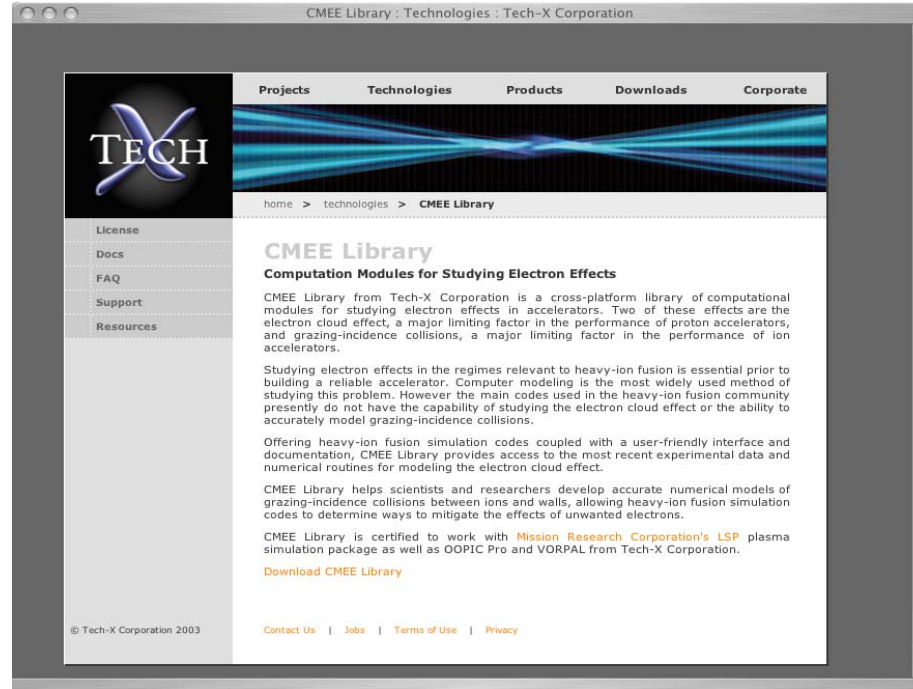 CMEE Library : Technologies : Tech-X Corporation
Projects Technologies Products Downloads Corporate
TECH X
home > technologies > CMEE Library
License
Docs
FAQ
Support
Resources
CMEE Library
Computation Modules for Studying Electron Effects
CMEE Library from Tech-X Corporation is a cross-platform library of computational
modules for studying electron effects in accelerators. Two of these effects are the
electron cloud effect, a major limiting factor in the performance of proton accelerators,
and grazing-incidence collisions, a major limiting factor in the performance of ion
accelerators.
Studying electron effects in the regimes relevant to heavy-ion fusion is essential prior to
building a reliable accelerator. Computer modeling is the most widely used method of
studying this problem. However the main codes used in the heavy-ion fusion community
presently do not have the capability of studying the electron cloud effect or the ability to
accurately model grazing-incidence collisions.
Offering heavy-ion fusion simulation codes coupled with a user-friendly interface and
documentation, CMEE Library provides access to the most recent experimental data and
numerical routines for modeling the electron cloud effect.
CMEE Library helps scientists and researchers develop accurate numerical models of
grazing-incidence collisions between ions and walls, allowing heavy-ion fusion simulation
codes to determine ways to mitigate the effects of unwanted electrons.
CMEE Library is certified to work with Mission Research Corporation's LSP plasma
simulation package as well as OOPIC Pro and VORPAL from Tech-X Corporation.
Download CMEE Library
© Tech-X Corporation 2003
Contact Us | Jobs | Terms of Use | Privacy